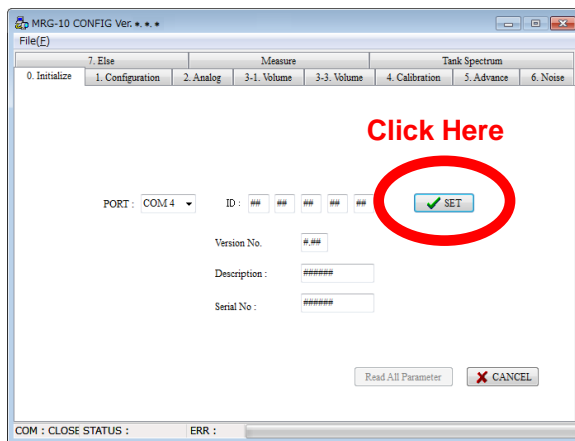 MRG-10 CONFIG Ver. *. *. *
File(F)
7. Else Measure Tank Spectrum
0. Initialize 1. Configuration 2. Analog 3-1. Volume 3-3. Volume 4. Calibration 5. Advance 6. Noise
Click Here
PORT : COM 4 ID : ## ## ## ## ## SET
Version No. #.##
Description : ######
Serial No : ######
Read All Parameter CANCEL
COM : CLOSE STATUS : ERR :